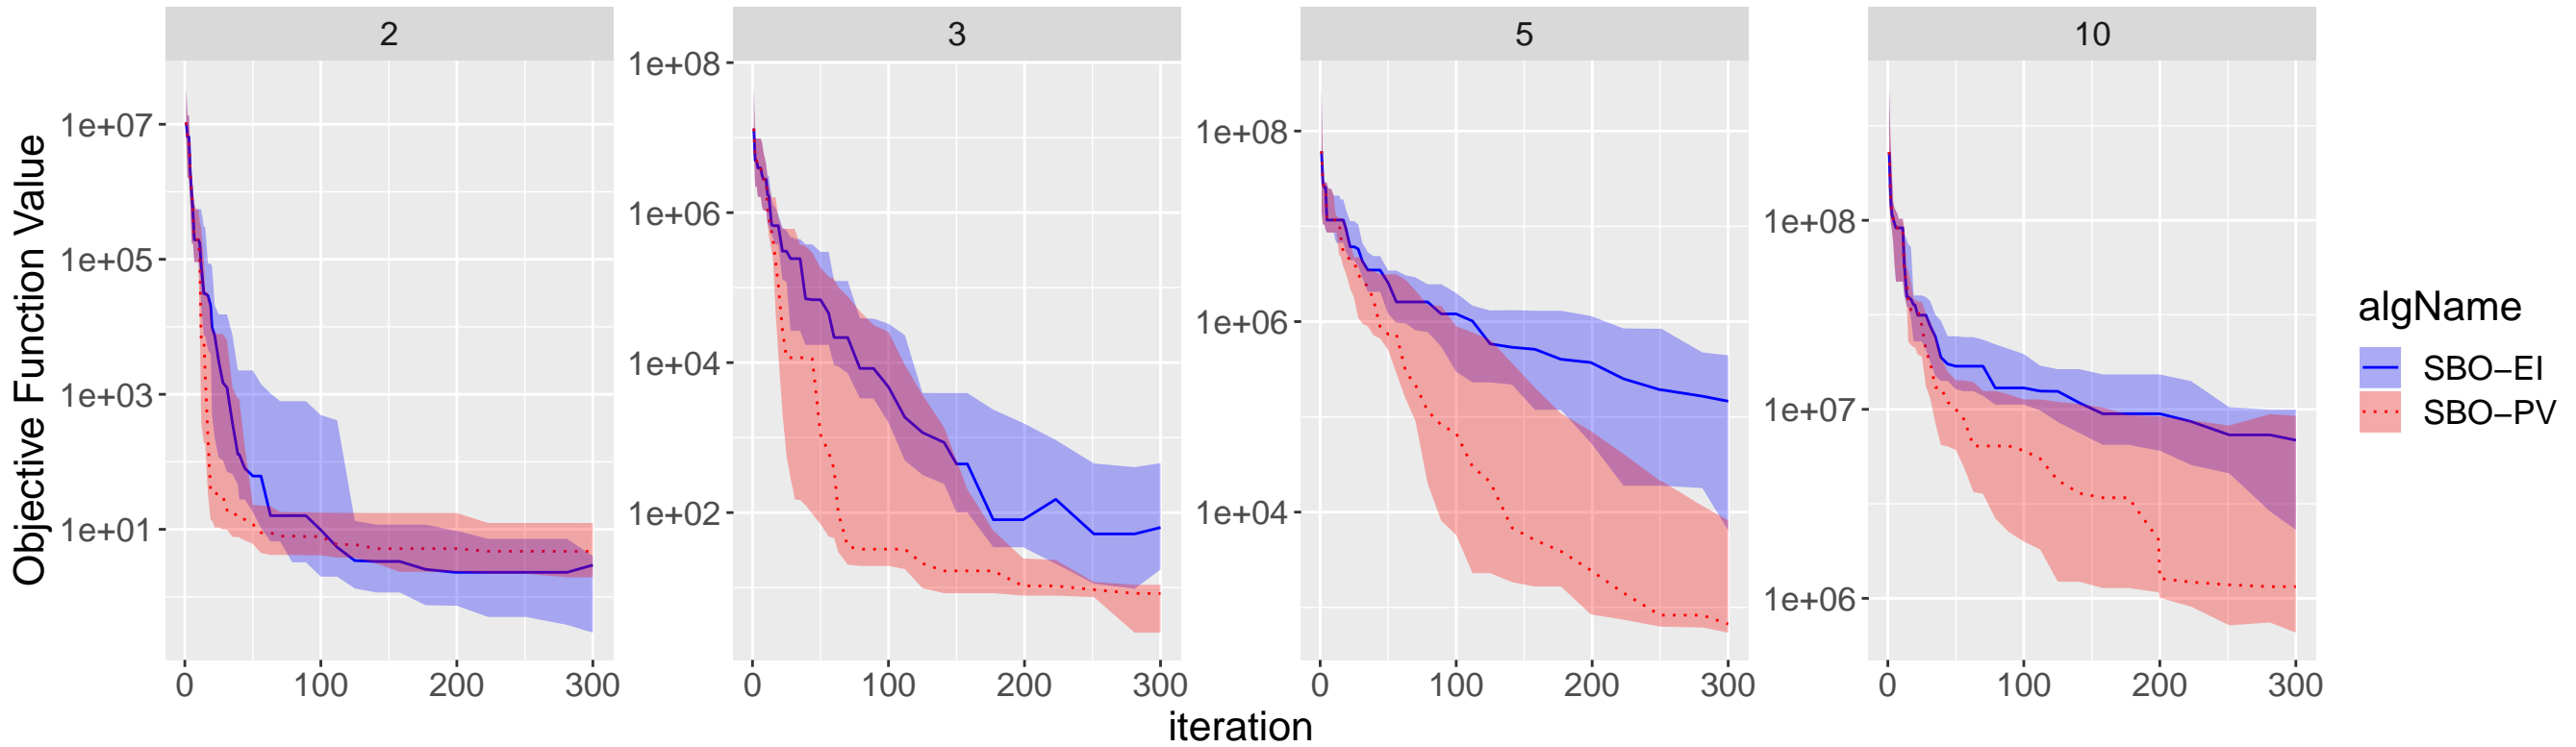 2
3
5
10
Objective Function Value
1e+07
1e+05
1e+03
1e+01
1e+08
1e+06
1e+04
1e+02
1e+08
1e+06
1e+04
1e+08
1e+07
1e+06
0 100 200 300
0 100 200 300
0 100 200 300
0 100 200 300
iteration
algName
SBO−EI
SBO−PV